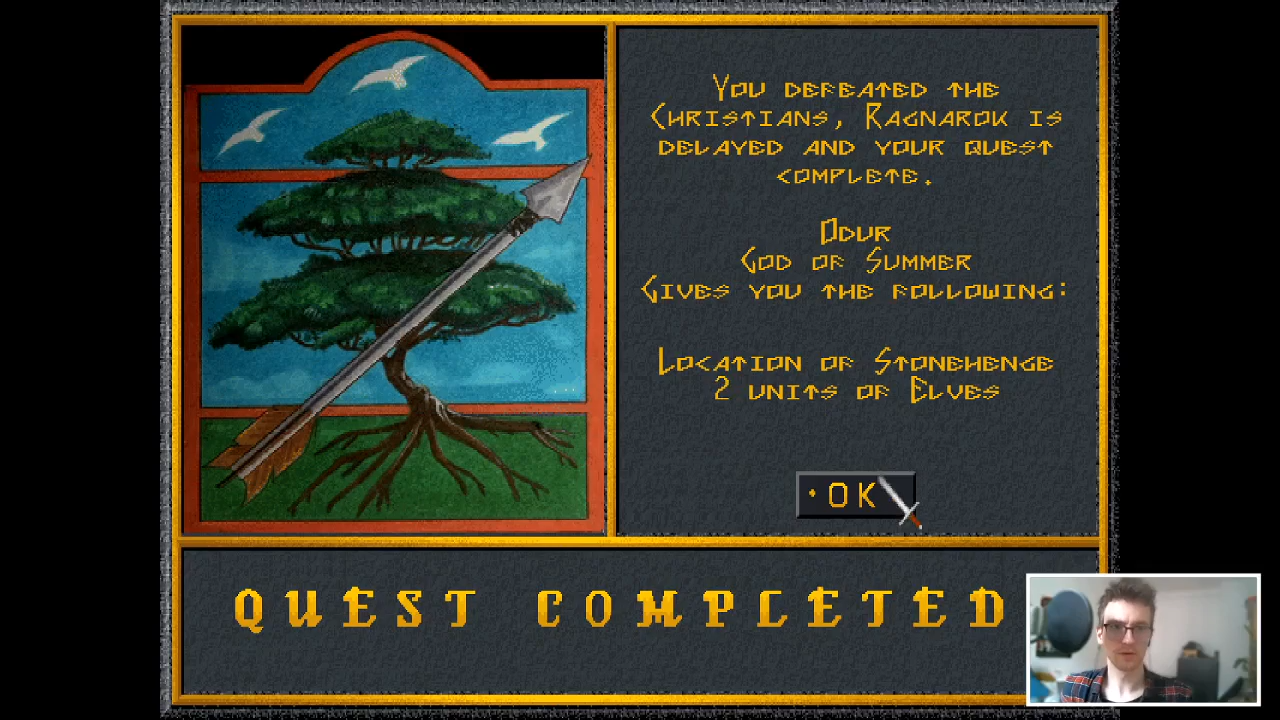 You defeated the
Christians, Ragnarok is
delayed and your quest
complete.
Odur
God of Summer
Gives you the following:
Location of Stonehenge
2 units of Elves
OK
QUEST COMPLETED